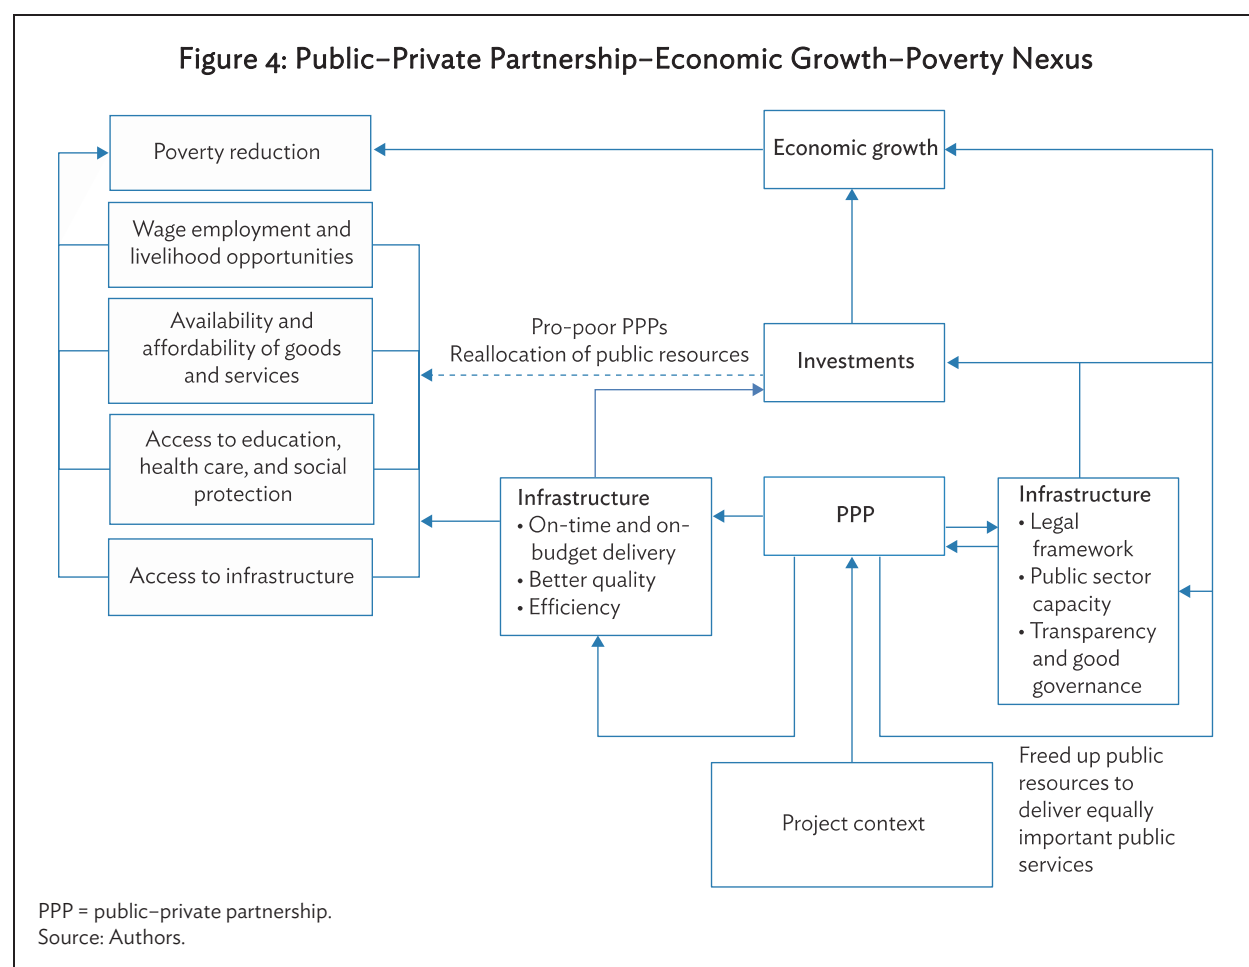 Figure 4: Public–Private Partnership–Economic Growth–Poverty Nexus
Poverty reduction
Economic growth
Wage employment and
livelihood opportunities
Availability and
affordability of goods
and services
Pro-poor PPPs
Reallocation of public resources
Investments
Access to education,
health care, and social
protection
Access to infrastructure
Infrastructure
• On-time and on-
budget delivery
• Better quality
• Efficiency
PPP
Infrastructure
• Legal
framework
• Public sector
capacity
• Transparency
and good
governance
Project context
Freed up public
resources to
deliver equally
important public
services
PPP = public–private partnership.
Source: Authors.